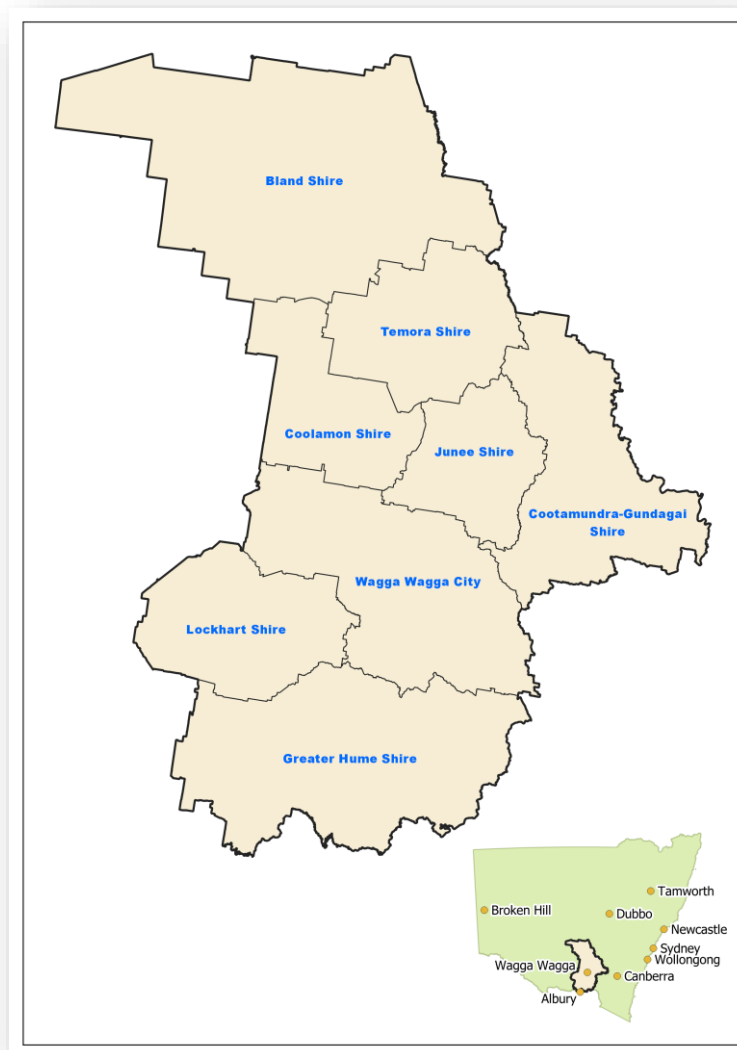 Bland Shire
Temora Shire
Coolamon Shire
Junee Shire
Cootamundra-Gundagai
Shire
Wagga Wagga City
Lockhart Shire
Greater Hume Shire
Tamworth
Broken Hill
Dubbo
Newcastle
Sydney
Wollongong
Wagga Wagga
Canberra
Albury